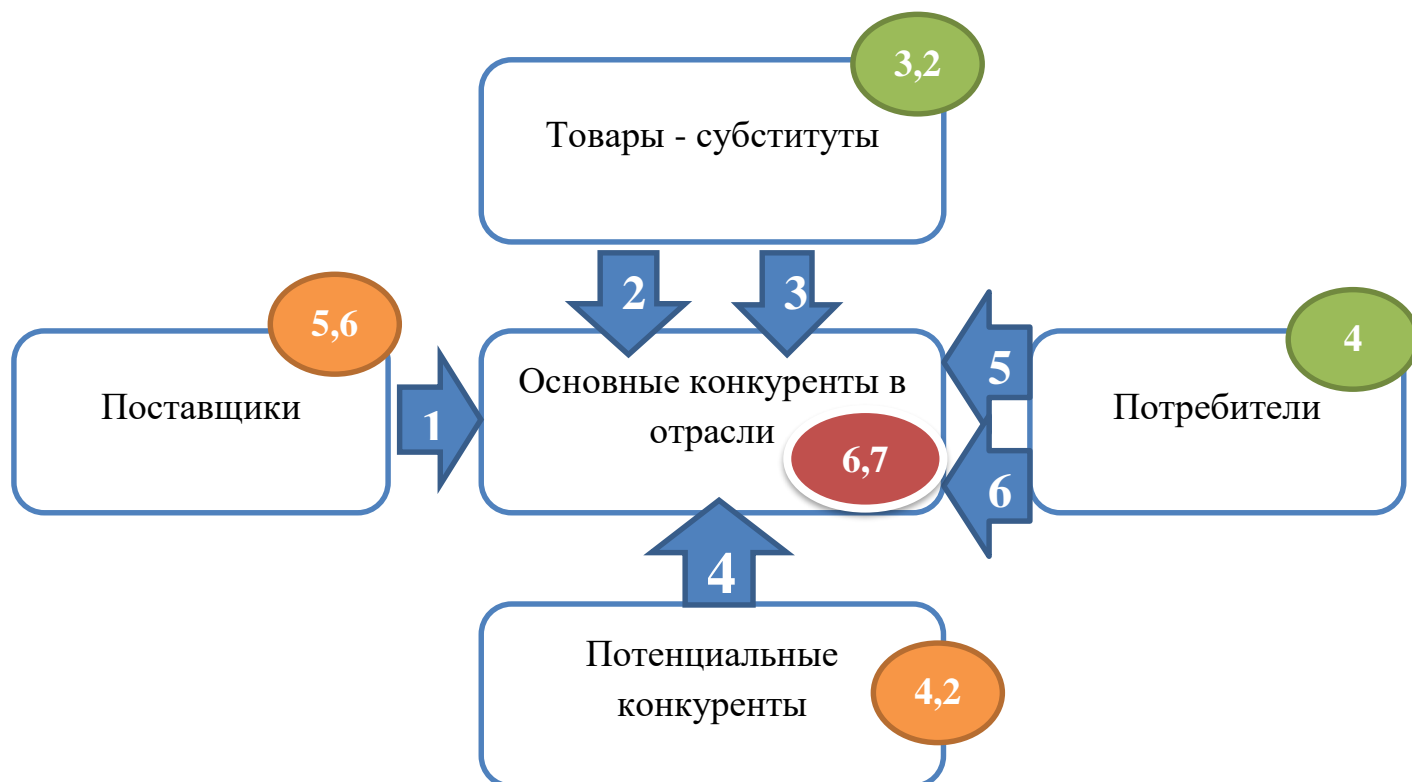 3,2
Товары - субституты
2
3
5,6
4
Поставщики
1
Основные конкуренты в
отрасли
6,7
5
6
Потребители
4
Потенциальные
конкуренты
4,2